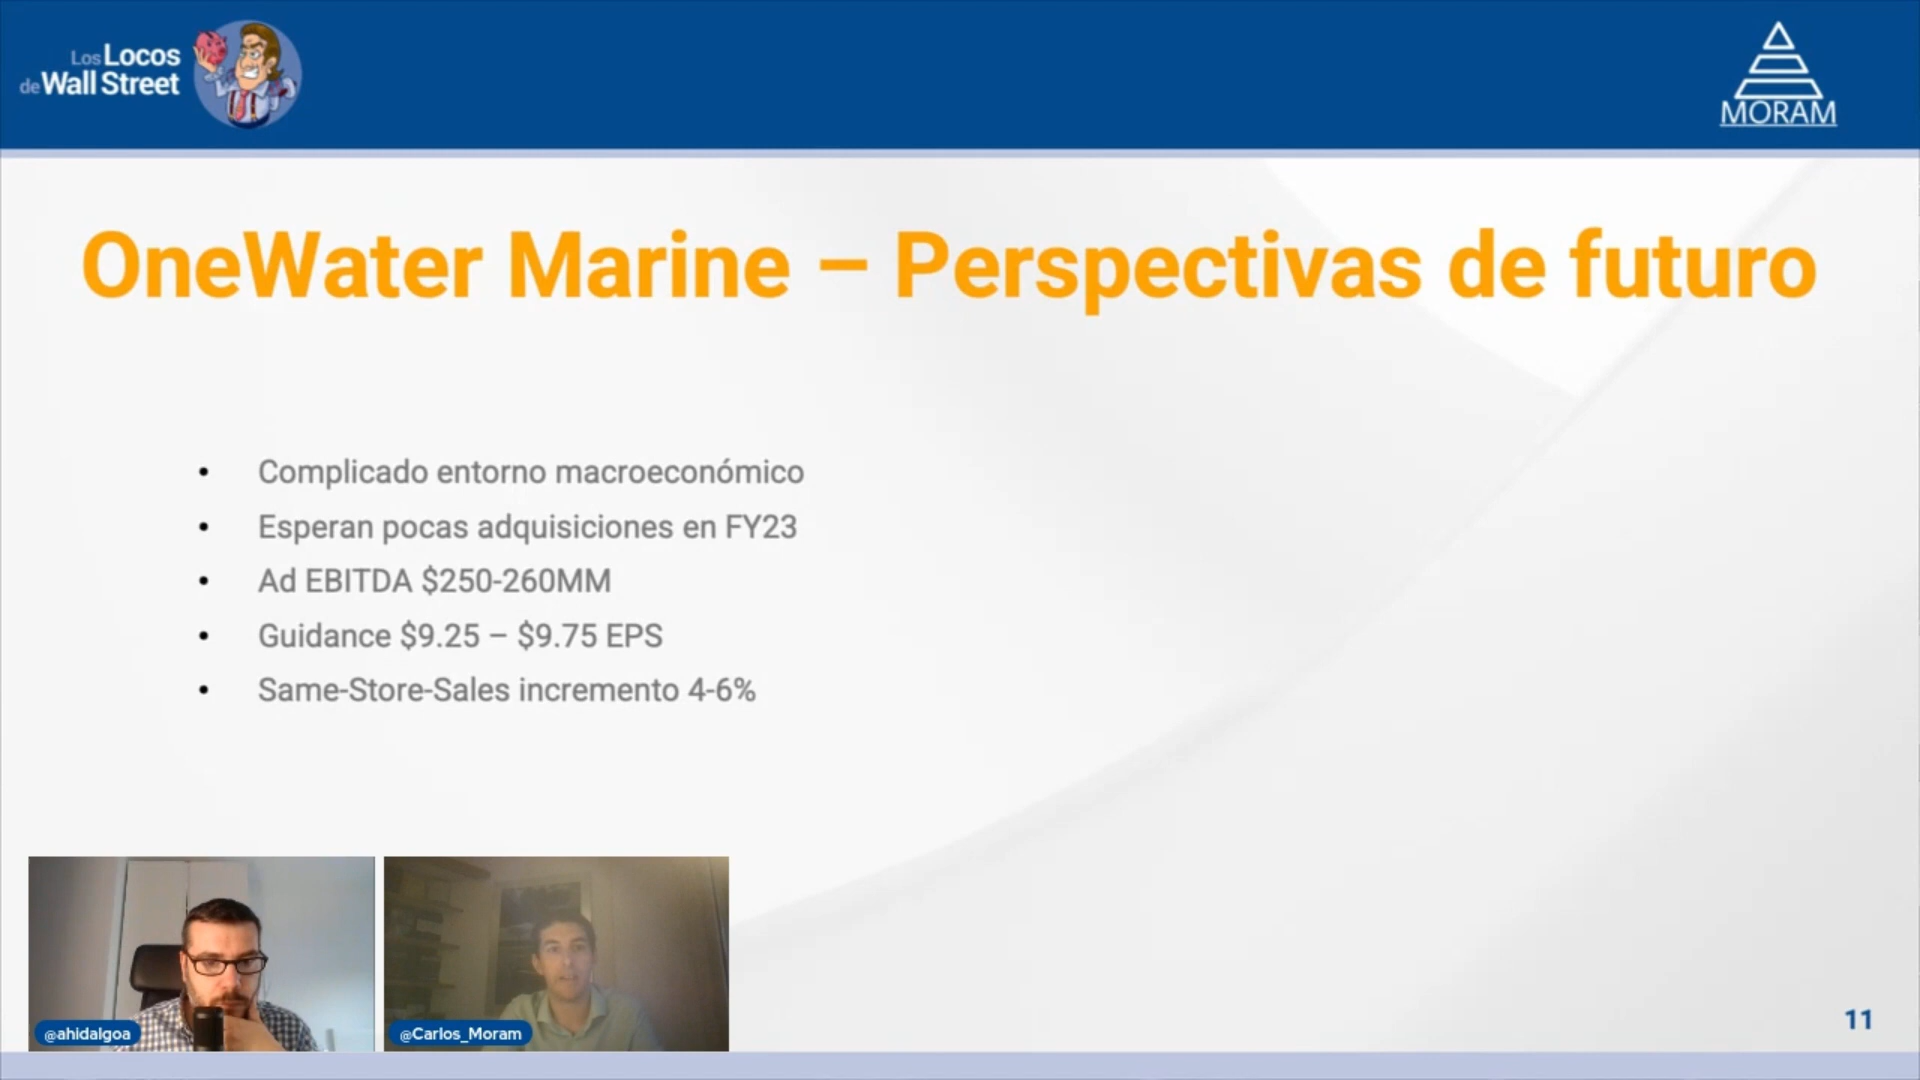 Los Locos
de Wall Street
MORAM
OneWater Marine – Perspectivas de futuro
• Complicado entorno macroeconómico
• Esperan pocas adquisiciones en FY23
• Ad EBITDA $250-260MM
• Guidance $9.25 – $9.75 EPS
• Same-Store-Sales incremento 4-6%
@ahidalgoa
@Carlos_Moram
11